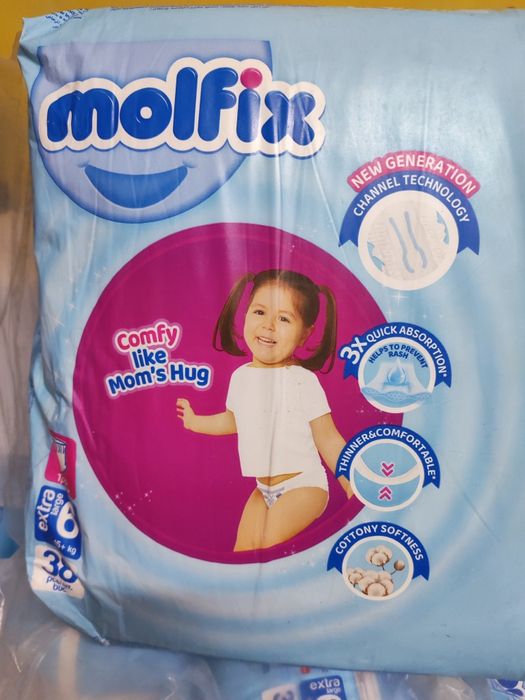 molfix
NEW GENERATION
CHANNEL TECHNOLOGY
3X QUICK ABSORPTION*
HELPS TO PREVENT
RASH
Comfy
like
Mom's Hug
THINNER&COMFORTABLE*
COTTONY SOFTNESS
extra
large
6
extra
large